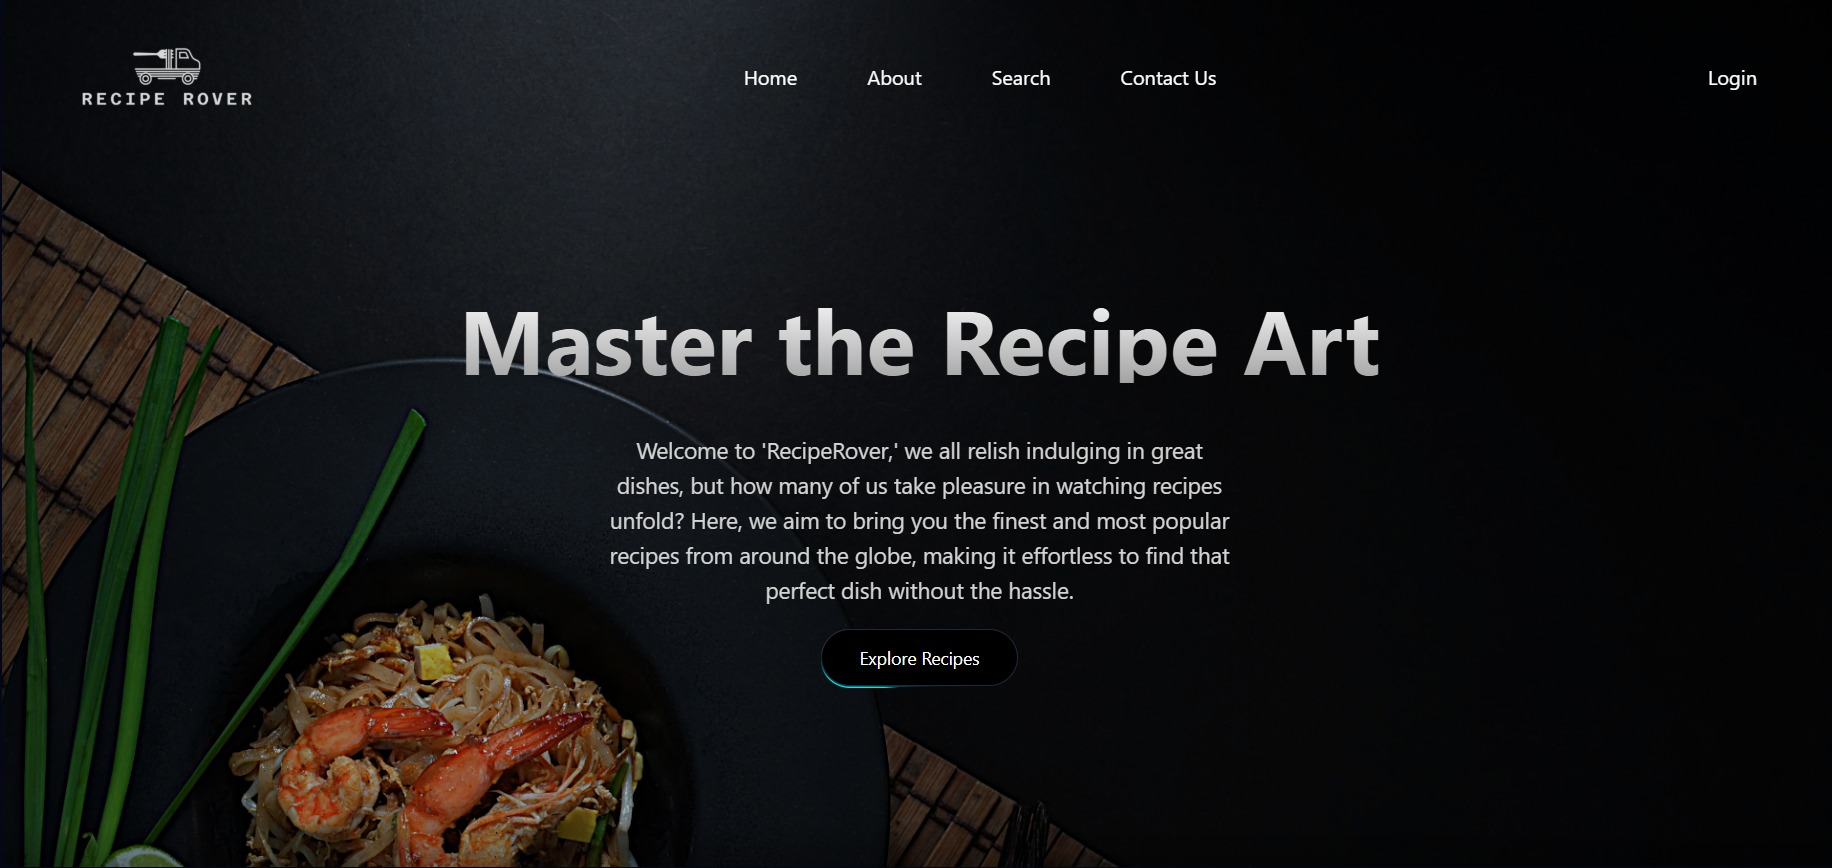 RECIPE ROVER
Home
About
Search
Contact Us
Login
Master the Recipe Art
Welcome to 'RecipeRover,' we all relish indulging in great
dishes, but how many of us take pleasure in watching recipes
unfold? Here, we aim to bring you the finest and most popular
recipes from around the globe, making it effortless to find that
perfect dish without the hassle.
Explore Recipes